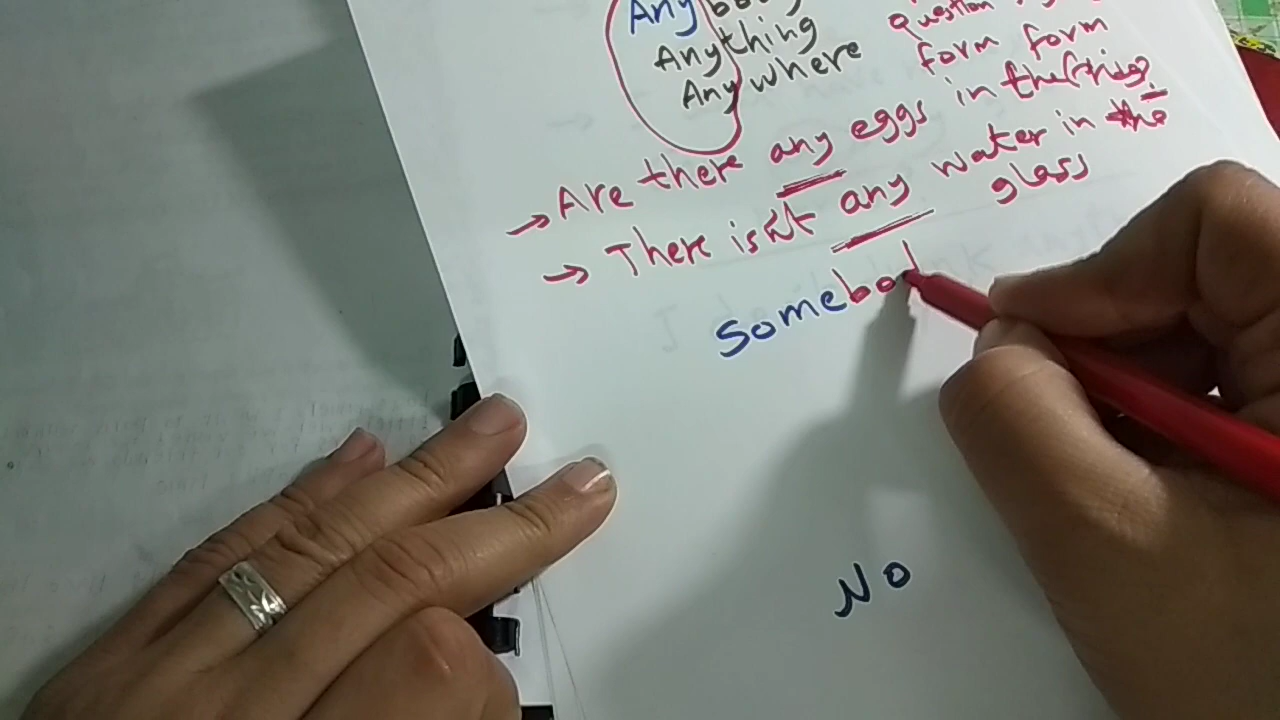 Anybody question
Anything form form
Anywhere
→ Are there any eggs in the fridge?
→ There isn't any water in the
glass
Somebod
No